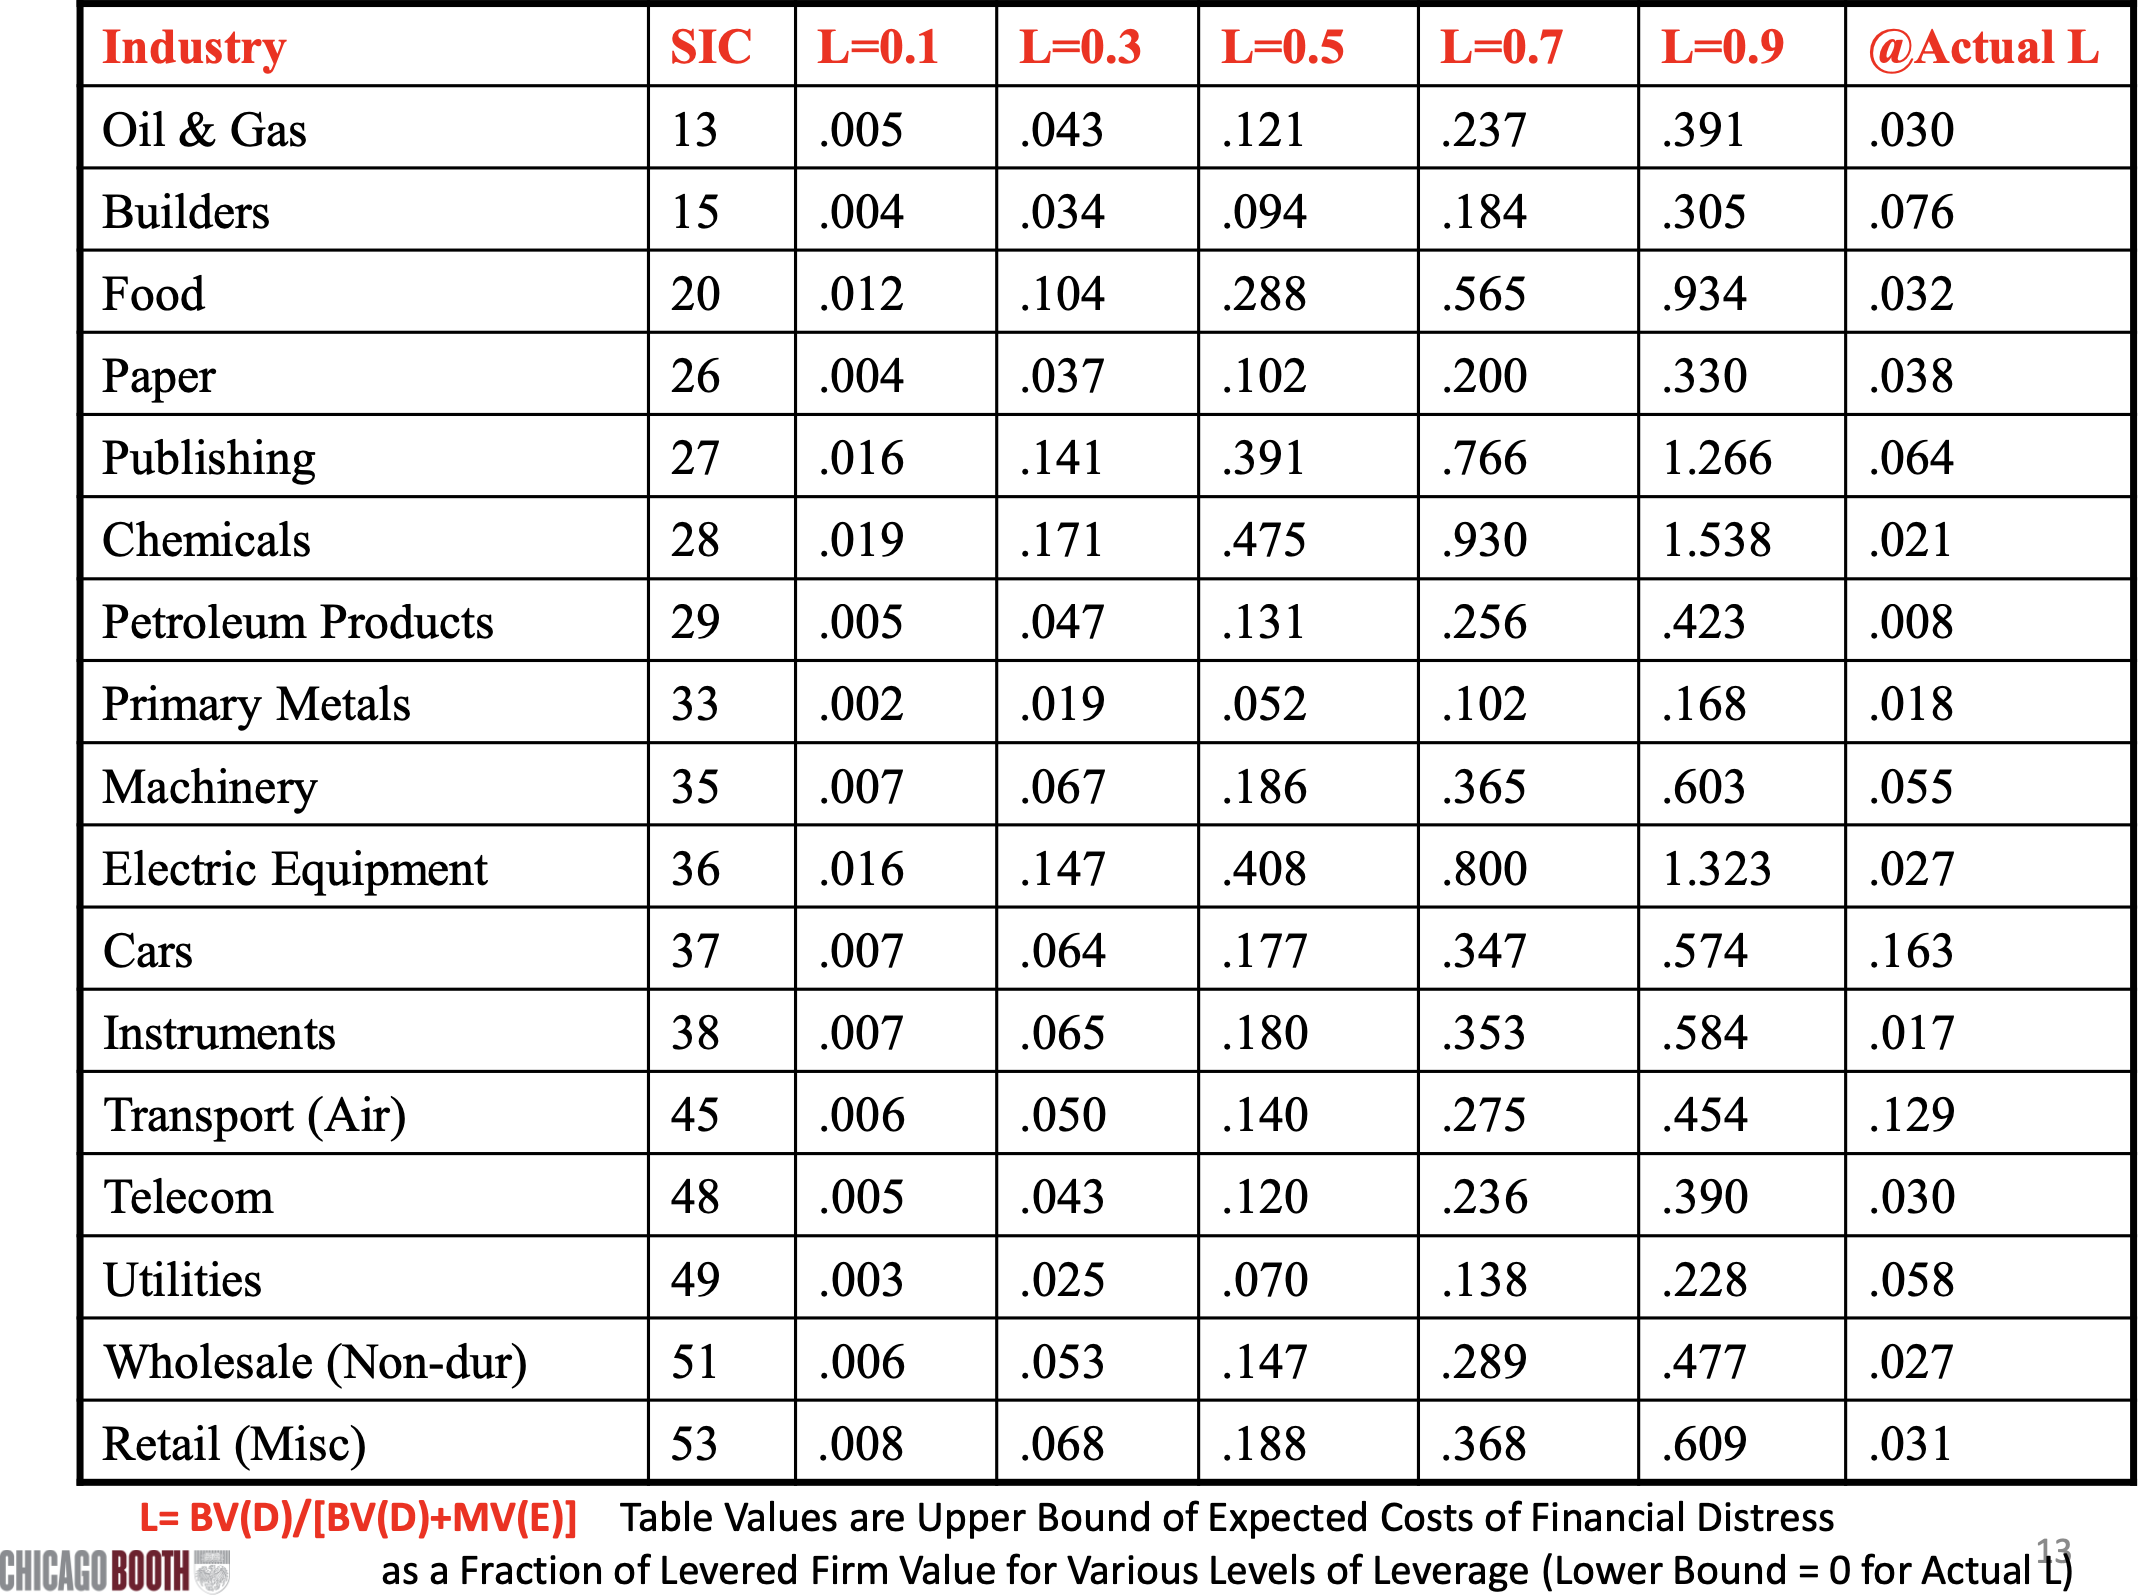 Industry SIC L=0.1 L=0.3 L=0.5 L=0.7 L=0.9 @Actual L
Oil & Gas 13 .005 .043 .121 .237 .391 .030
Builders 15 .004 .034 .094 .184 .305 .076
Food 20 .012 .104 .288 .565 .934 .032
Paper 26 .004 .037 .102 .200 .330 .038
Publishing 27 .016 .141 .391 .766 1.266 .064
Chemicals 28 .019 .171 .475 .930 1.538 .021
Petroleum Products 29 .005 .047 .131 .256 .423 .008
Primary Metals 33 .002 .019 .052 .102 .168 .018
Machinery 35 .007 .067 .186 .365 .603 .055
Electric Equipment 36 .016 .147 .408 .800 1.323 .027
Cars 37 .007 .064 .177 .347 .574 .163
Instruments 38 .007 .065 .180 .353 .584 .017
Transport (Air) 45 .006 .050 .140 .275 .454 .129
Telecom 48 .005 .043 .120 .236 .390 .030
Utilities 49 .003 .025 .070 .138 .228 .058
Wholesale (Non-dur) 51 .006 .053 .147 .289 .477 .027
Retail (Misc) 53 .008 .068 .188 .368 .609 .031
L= BV(D)/[BV(D)+MV(E)] Table Values are Upper Bound of Expected Costs of Financial Distress
as a Fraction of Levered Firm Value for Various Levels of Leverage (Lower Bound = 0 for Actual L)
13
CHICAGO BOOTH